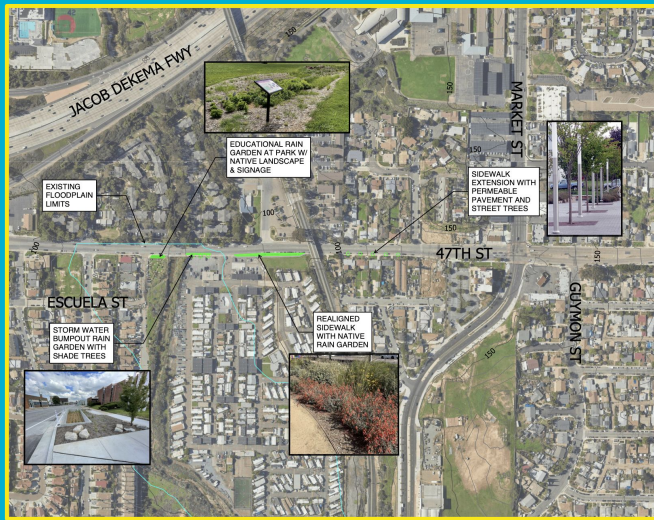 JACOB DEKEMA FWY
150
MARKET ST
150
150
EDUCATIONAL RAIN
GARDEN AT PARK W/
NATIVE LANDSCAPE
& SIGNAGE
EXISTING
FLOODPLAIN
LIMITS
SIDEWALK
EXTENSION WITH
PERMEABLE
PAVEMENT AND
STREET TREES
100
100
100
47TH ST
150
ESCUELA ST
GUYMON ST
STORM WATER
BUMPOUT RAIN
GARDEN WITH
SHADE TREES
REALIGNED
SIDEWALK
WITH NATIVE
RAIN GARDEN
150